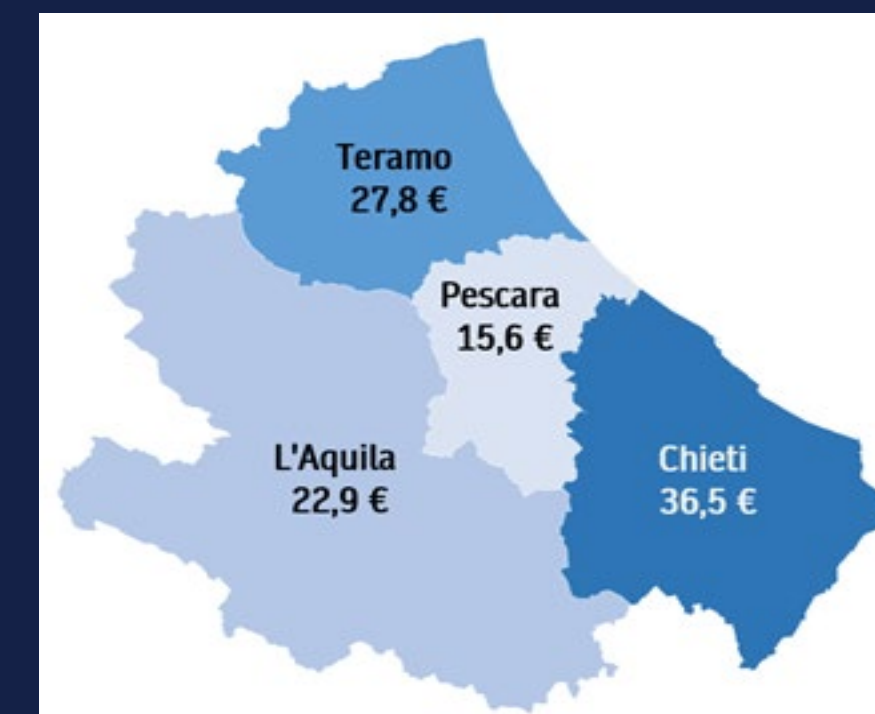 Teramo
27,8 €
Pescara
15,6 €
L'Aquila
22,9 €
Chieti
36,5 €